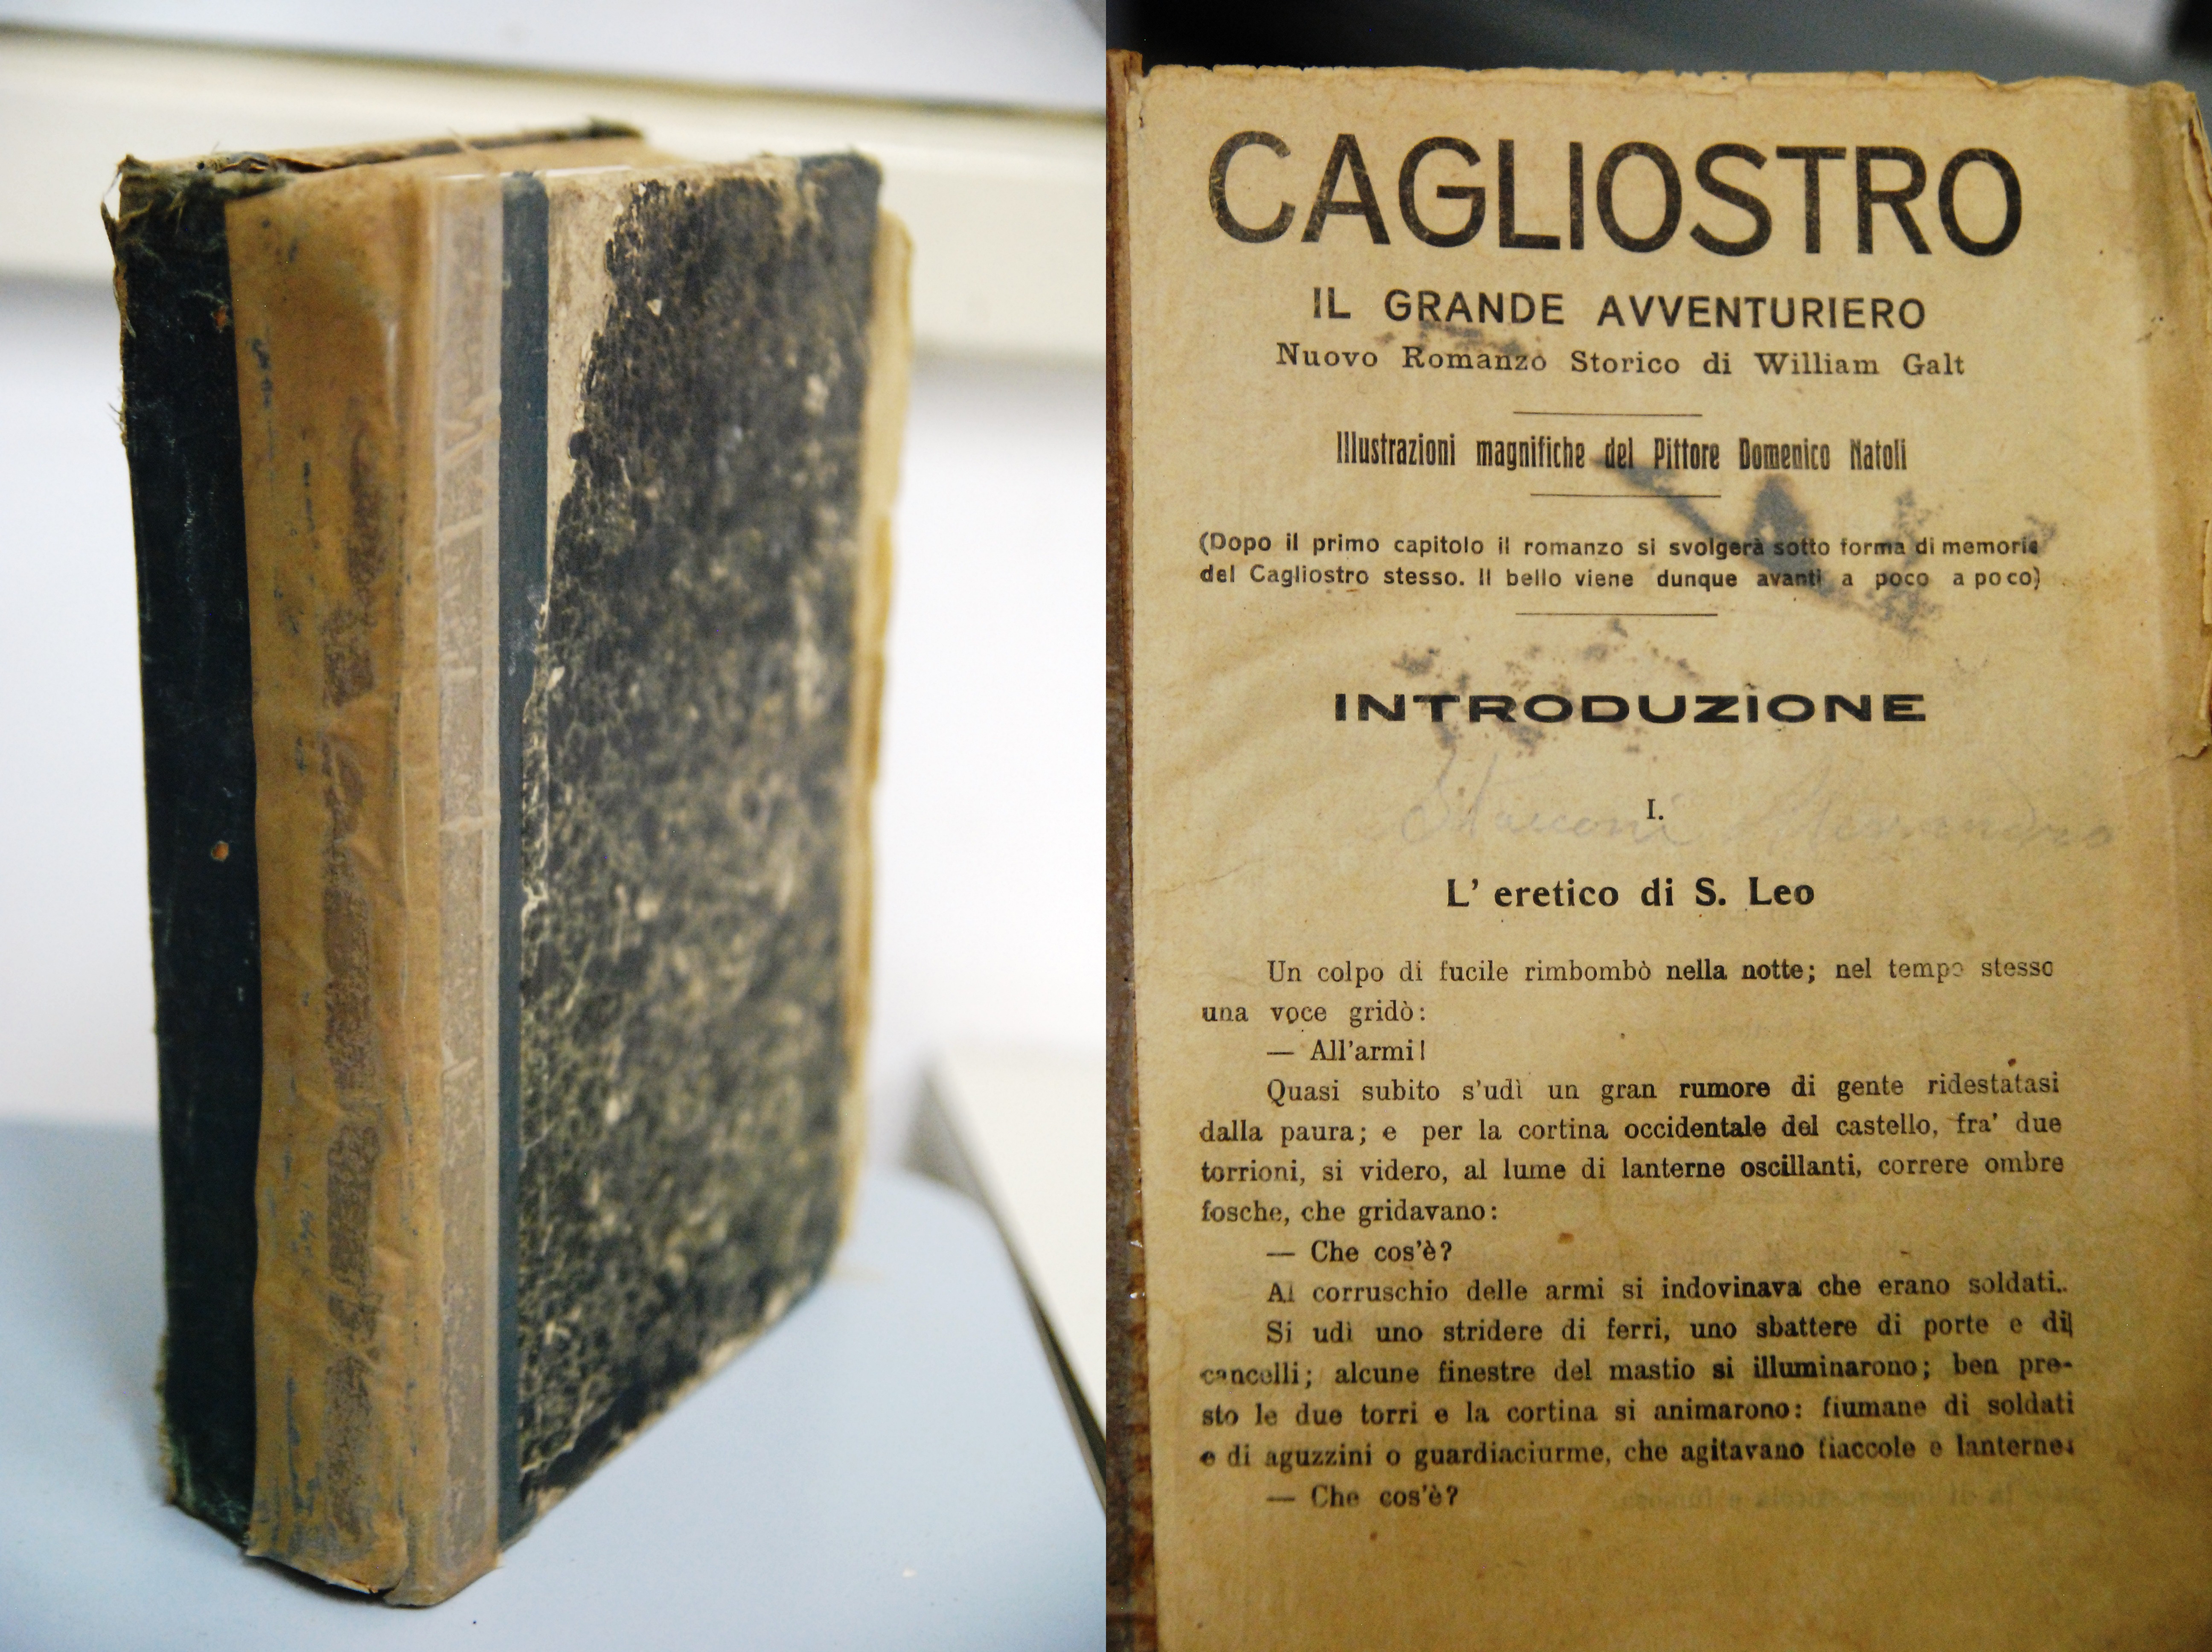 CAGLIOSTRO
IL GRANDE AVVENTURIERO
Nuovo Romanzo Storico di William Galt
Illustrazioni magnifiche del Pittore Domenico Natoli
(Dopo il primo capitolo il romanzo si svolgerà sotto forma di memorie
del Cagliostro stesso. Il bello viene dunque avanti a poco a poco)
INTRODUZIONE
I.
L' eretico di S. Leo
Un colpo di fucile rimbombò nella notte; nel tempo stesso
una voce gridò:
— All'armi!
Quasi subito s'udì un gran rumore di gente ridestatasi
dalla paura; e per la cortina occidentale del castello, fra' due
torrioni, si videro, al lume di lanterne oscillanti, correre ombre
fosche, che gridavano:
— Che cos'è?
Al corruschio delle armi si indovinava che erano soldati..
Si udì uno stridere di ferri, uno sbattere di porte e di
cancelli; alcune finestre del mastio si illuminarono; ben pre-
sto le due torri e la cortina si animarono: fiumane di soldati
e di aguzzini o guardiaciurme, che agitavano fiaccole e lanterne:
— Che cos'è?